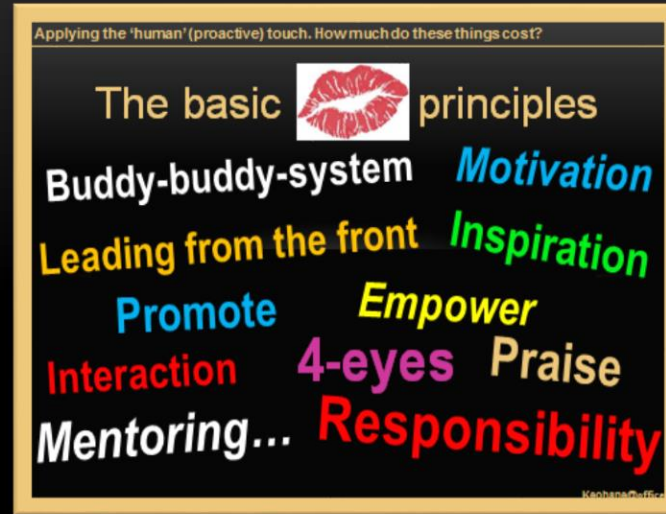 Applying the 'human' (proactive) touch. How much do these things cost?
The basic principles
Buddy-buddy-system Motivation
Leading from the front Inspiration
Promote Empower
Interaction 4-eyes Praise
Mentoring... Responsibility